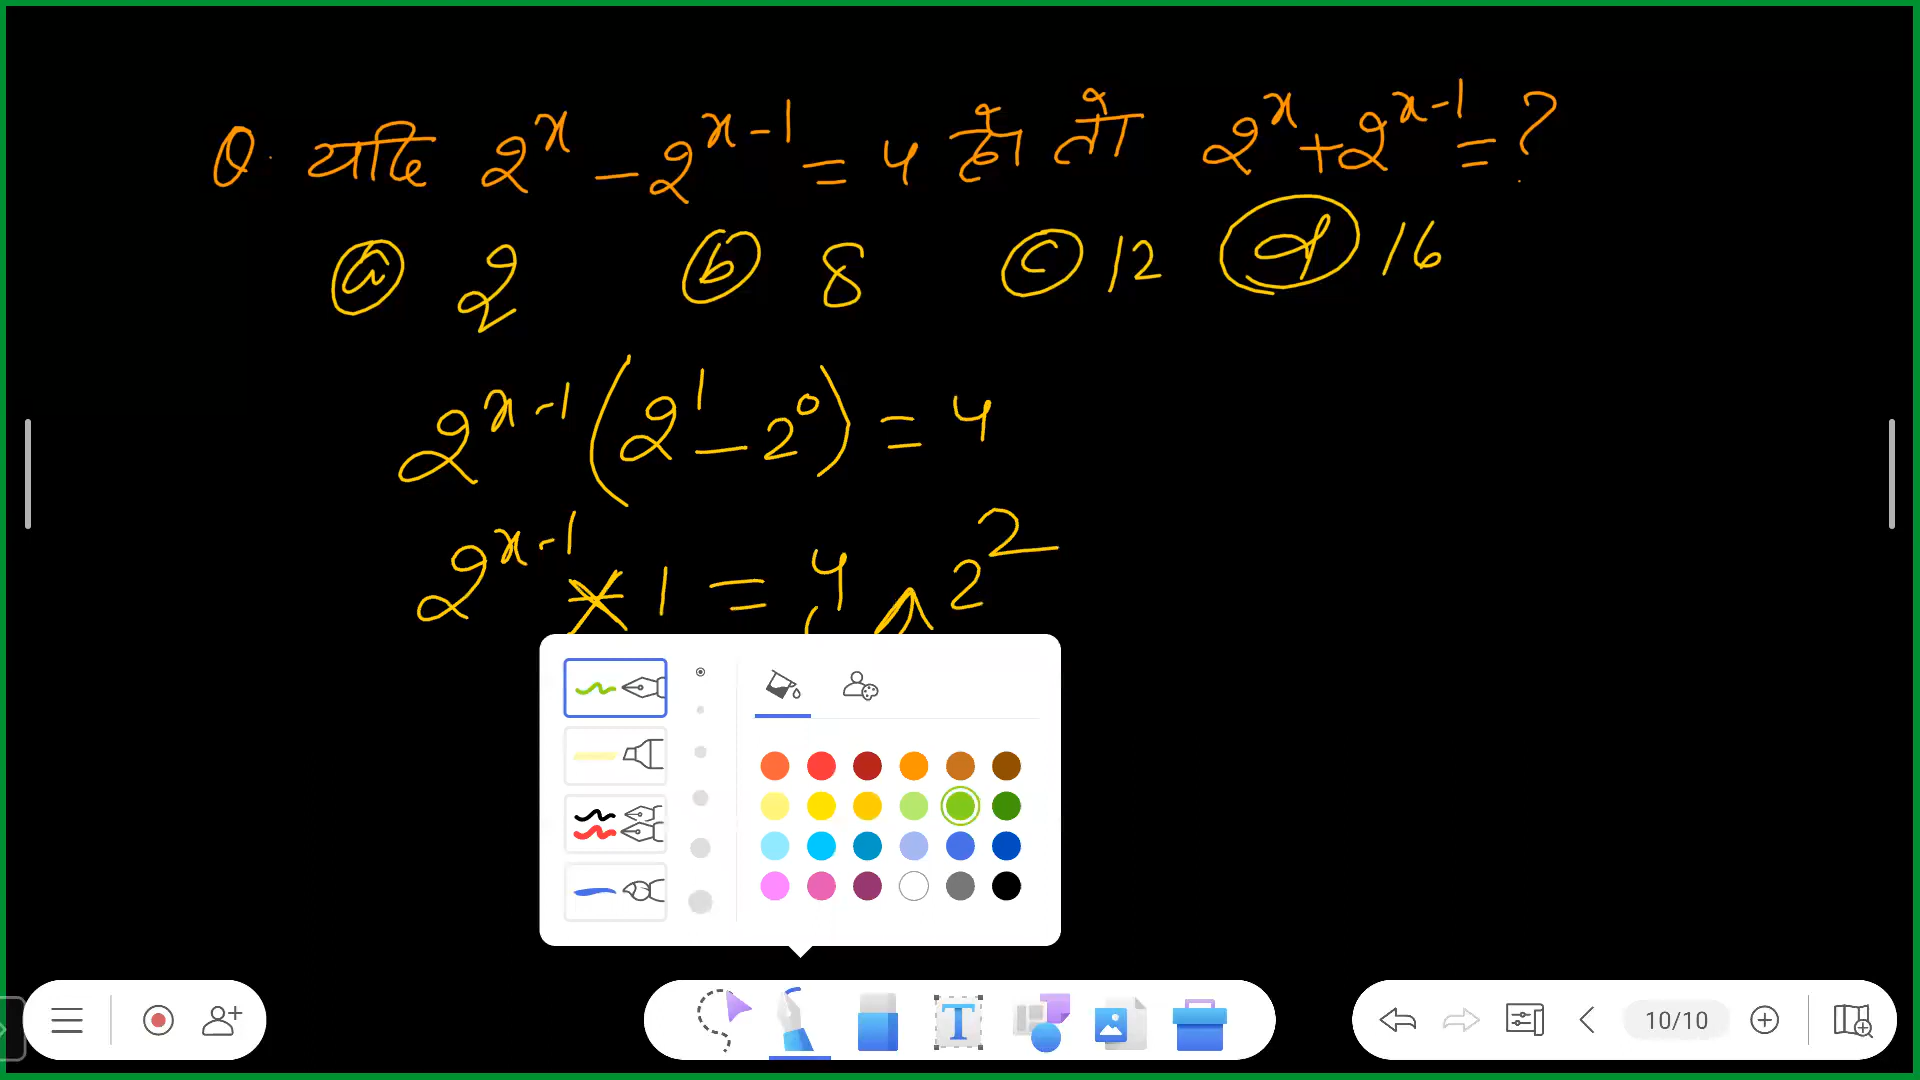 Q. यदि 2^x - 2^(x-1) = 4 हो तो 2^x + 2^(x-1) = ?
(a) 2 (b) 8 (c) 12 (d) 16
2^(x-1) (2^1 - 2^0) = 4
2^(x-1) * 1 = 4 2^2
T
10/10